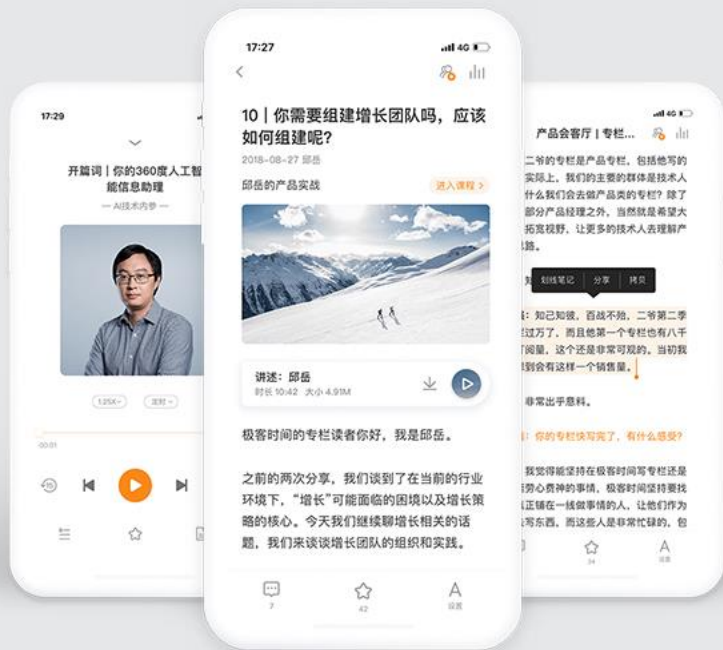 17:29
开篇词 | 你的360度人工智
能信息助理
— AI技术内参 —
1.25X
定时
00:01
15
17:27
4G
10 | 你需要组建增长团队吗，应该
如何组建呢？
2018-08-27 邱岳
邱岳的产品实战
进入课程 >
讲述：邱岳
时长 10:42 大小 4.91M
极客时间的专栏读者你好，我是邱岳。
之前的两次分享，我们谈到了在当前的行业
环境下，“增长”可能面临的困境以及增长策
略的核心。今天我们继续聊增长相关的话
题，我们来谈谈增长团队的组织和实践。
7
42
设置
4G
产品会客厅 | 专栏...
二爷的专栏是产品专栏，包括他写的
实际上，我们的主要的群体是技术人
什么我们会去做产品类的专栏？除了
部分产品经理之外，当然就是希望大
拓宽视野，让更多的技术人去理解产
路。
划线笔记
分享
拷贝
：知己知彼，百战不殆，二爷第二季
过万了，而且他第一个专栏也有八千
订阅量，这个还是非常可观的。当初我
到会有这样一个销售量。
非常出乎意料。
：你的专栏快写完了，有什么感受？
我觉得能坚持在极客时间写专栏还是
劳心费神的事情，极客时间坚持要找
真正铺在一线做事情的人，让他们作为
写东西，而这些人是非常忙碌的，包
34
设置